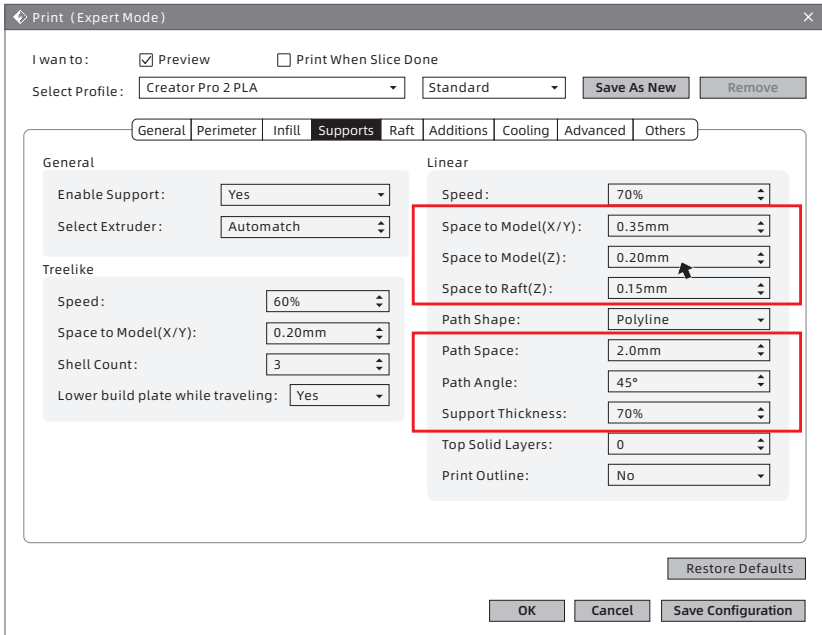 Print (Expert Mode)
I wan to: Preview Print When Slice Done
Select Profile: Creator Pro 2 PLA Standard Save As New Remove
General Perimeter Infill Supports Raft Additions Cooling Advanced Others
General
Enable Support: Yes
Select Extruder: Automatch
Treelike
Speed: 60%
Space to Model(X/Y): 0.20mm
Shell Count: 3
Lower build plate while traveling: Yes
Linear
Speed: 70%
Space to Model(X/Y): 0.35mm
Space to Model(Z): 0.20mm
Space to Raft(Z): 0.15mm
Path Shape: Polyline
Path Space: 2.0mm
Path Angle: 45°
Support Thickness: 70%
Top Solid Layers: 0
Print Outline: No
Restore Defaults
OK Cancel Save Configuration